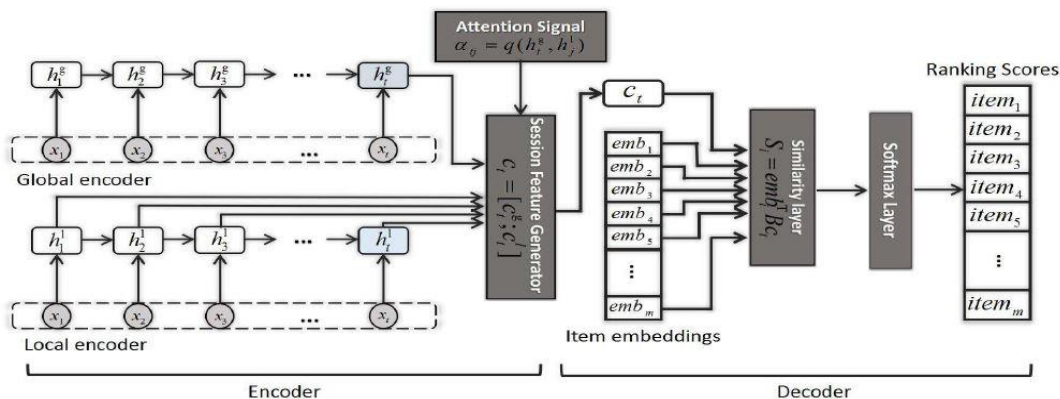 Attention Signal
α_{tj} = q(h_t^g, h_j^l)
h_1^g h_2^g h_3^g ... h_t^g
x_1 x_2 x_3 ... x_t
Global encoder
h_1^l h_2^l h_3^l ... h_t^l
x_1 x_2 x_3 ... x_t
Local encoder
Session Feature Generator
c_t = [c_t^g; c_t^l]
c_t
emb_1
emb_2
emb_3
emb_4
emb_5
...
emb_m
Item embeddings
Similarity layer
S_i = emb_i^T B c_t
Softmax Layer
Ranking Scores
item_1
item_2
item_3
item_4
item_5
...
item_m
Encoder
Decoder